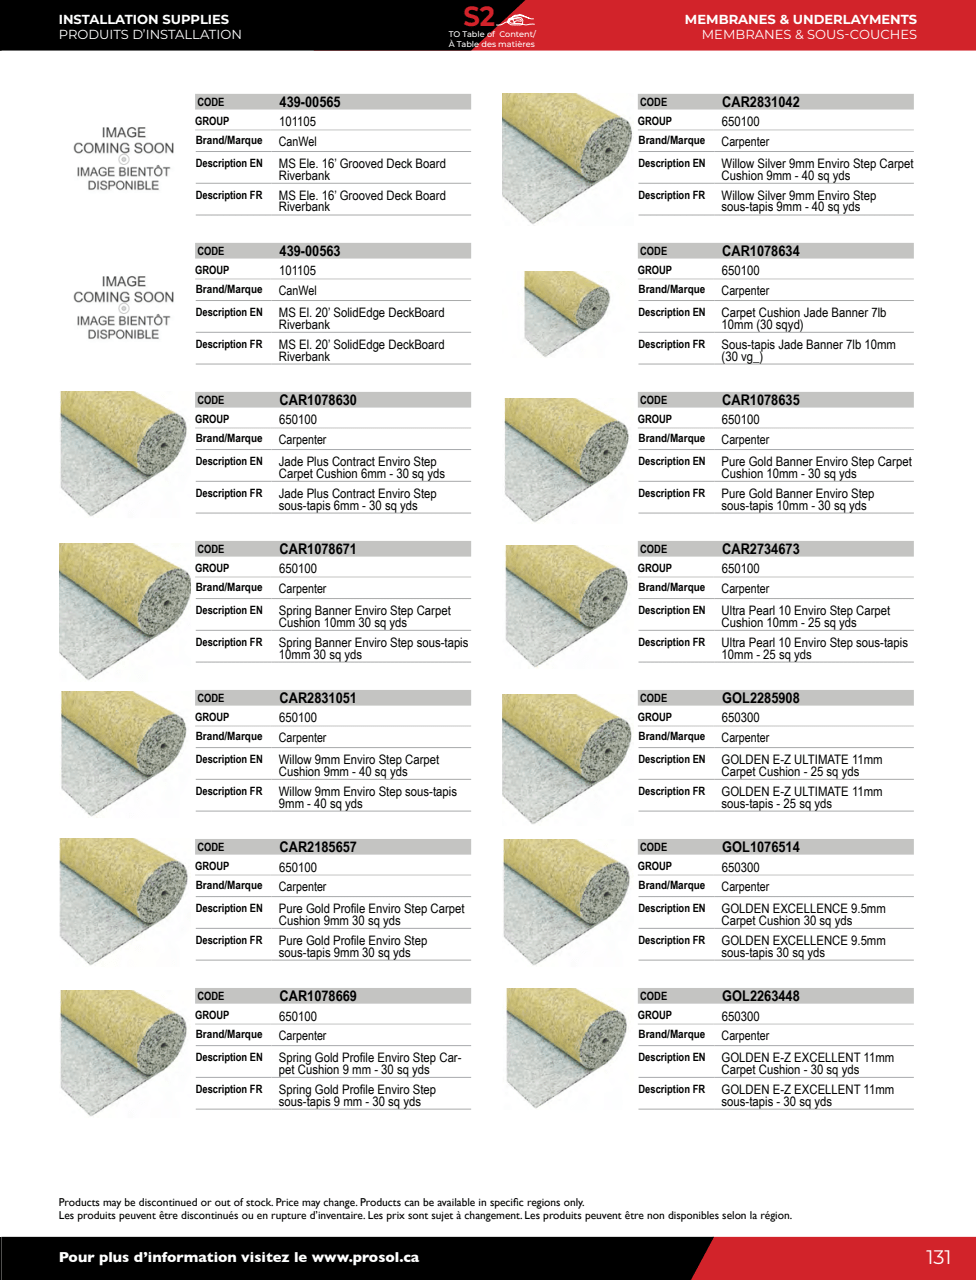 INSTALLATION SUPPLIES
PRODUITS D'INSTALLATION
S2
TO Table of Content/
À Table des matières
MEMBRANES & UNDERLAYMENTS
MEMBRANES & SOUS-COUCHES
IMAGE
COMING SOON
IMAGE BIENTÔT
DISPONIBLE
CODE 439-00565
GROUP 101105
Brand/Marque CanWel
Description EN MS Ele. 16' Grooved Deck Board
Riverbank
Description FR MS Ele. 16' Grooved Deck Board
Riverbank
IMAGE
COMING SOON
IMAGE BIENTÔT
DISPONIBLE
CODE 439-00563
GROUP 101105
Brand/Marque CanWel
Description EN MS El. 20' SolidEdge DeckBoard
Riverbank
Description FR MS El. 20' SolidEdge DeckBoard
Riverbank
CODE CAR1078630
GROUP 650100
Brand/Marque Carpenter
Description EN Jade Plus Contract Enviro Step
Carpet Cushion 6mm - 30 sq yds
Description FR Jade Plus Contract Enviro Step
sous-tapis 6mm - 30 sq yds
CODE CAR1078671
GROUP 650100
Brand/Marque Carpenter
Description EN Spring Banner Enviro Step Carpet
Cushion 10mm 30 sq yds
Description FR Spring Banner Enviro Step sous-tapis
10mm 30 sq yds
CODE CAR2831051
GROUP 650100
Brand/Marque Carpenter
Description EN Willow 9mm Enviro Step Carpet
Cushion 9mm - 40 sq yds
Description FR Willow 9mm Enviro Step sous-tapis
9mm - 40 sq yds
CODE CAR2185657
GROUP 650100
Brand/Marque Carpenter
Description EN Pure Gold Profile Enviro Step Carpet
Cushion 9mm 30 sq yds
Description FR Pure Gold Profile Enviro Step
sous-tapis 9mm 30 sq yds
CODE CAR1078669
GROUP 650100
Brand/Marque Carpenter
Description EN Spring Gold Profile Enviro Step Car-
pet Cushion 9 mm - 30 sq yds
Description FR Spring Gold Profile Enviro Step
sous-tapis 9 mm - 30 sq yds
CODE CAR2831042
GROUP 650100
Brand/Marque Carpenter
Description EN Willow Silver 9mm Enviro Step Carpet
Cushion 9mm - 40 sq yds
Description FR Willow Silver 9mm Enviro Step
sous-tapis 9mm - 40 sq yds
CODE CAR1078634
GROUP 650100
Brand/Marque Carpenter
Description EN Carpet Cushion Jade Banner 7lb
10mm (30 sqyd)
Description FR Sous-tapis Jade Banner 7lb 10mm
(30 vg_)
CODE CAR1078635
GROUP 650100
Brand/Marque Carpenter
Description EN Pure Gold Banner Enviro Step Carpet
Cushion 10mm - 30 sq yds
Description FR Pure Gold Banner Enviro Step
sous-tapis 10mm - 30 sq yds
CODE CAR2734673
GROUP 650100
Brand/Marque Carpenter
Description EN Ultra Pearl 10 Enviro Step Carpet
Cushion 10mm - 25 sq yds
Description FR Ultra Pearl 10 Enviro Step sous-tapis
10mm - 25 sq yds
CODE GOL2285908
GROUP 650300
Brand/Marque Carpenter
Description EN GOLDEN E-Z ULTIMATE 11mm
Carpet Cushion - 25 sq yds
Description FR GOLDEN E-Z ULTIMATE 11mm
sous-tapis - 25 sq yds
CODE GOL1076514
GROUP 650300
Brand/Marque Carpenter
Description EN GOLDEN EXCELLENCE 9.5mm
Carpet Cushion 30 sq yds
Description FR GOLDEN EXCELLENCE 9.5mm
sous-tapis 30 sq yds
CODE GOL2263448
GROUP 650300
Brand/Marque Carpenter
Description EN GOLDEN E-Z EXCELLENT 11mm
Carpet Cushion - 30 sq yds
Description FR GOLDEN E-Z EXCELLENT 11mm
sous-tapis - 30 sq yds
Products may be discontinued or out of stock. Price may change. Products can be available in specific regions only.
Les produits peuvent être discontinués ou en rupture d'inventaire. Les prix sont sujet à changement. Les produits peuvent être non disponibles selon la région.
Pour plus d'information visitez le www.prosol.ca
131